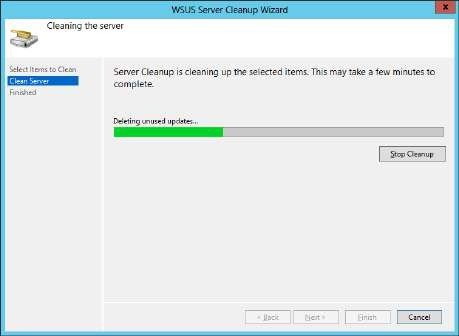 WSUS Server Cleanup Wizard
x
Cleaning the server
Select Items to Clean
Clean Server
Finished
Server Cleanup is cleaning up the selected items. This may take a few minutes to
complete.
Deleting unused updates...
Stop Cleanup
< Back
Next >
Finish
Cancel